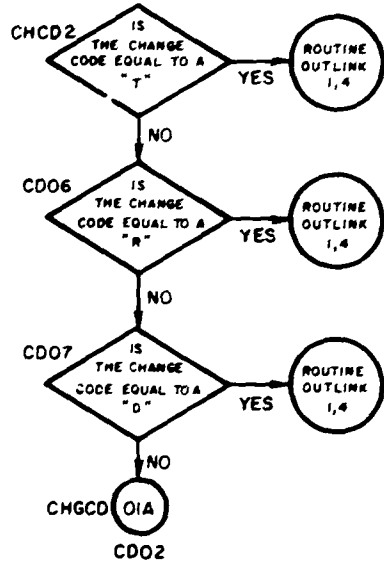 CHCD2
IS
THE CHANGE
CODE EQUAL TO A
"T"
YES
ROUTINE
OUTLINK
1,4
NO
CD06
IS
THE CHANGE
CODE EQUAL TO A
"R"
YES
ROUTINE
OUTLINK
1,4
NO
CD07
IS
THE CHANGE
CODE EQUAL TO A
"D"
YES
ROUTINE
OUTLINK
1,4
NO
CHGCD
01A
CD02